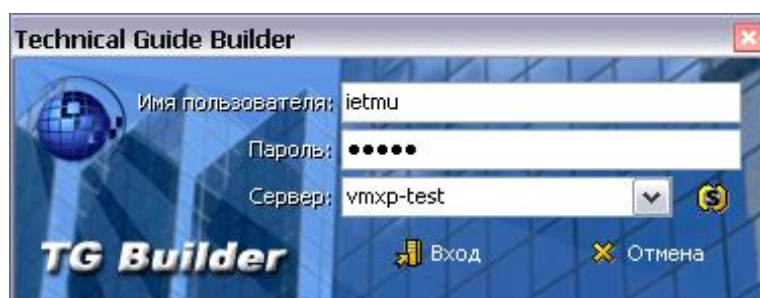 Technical Guide Builder
Имя пользователя: ietmu
Пароль: •••••
Сервер: vmxp-test
TG Builder Вход Отмена